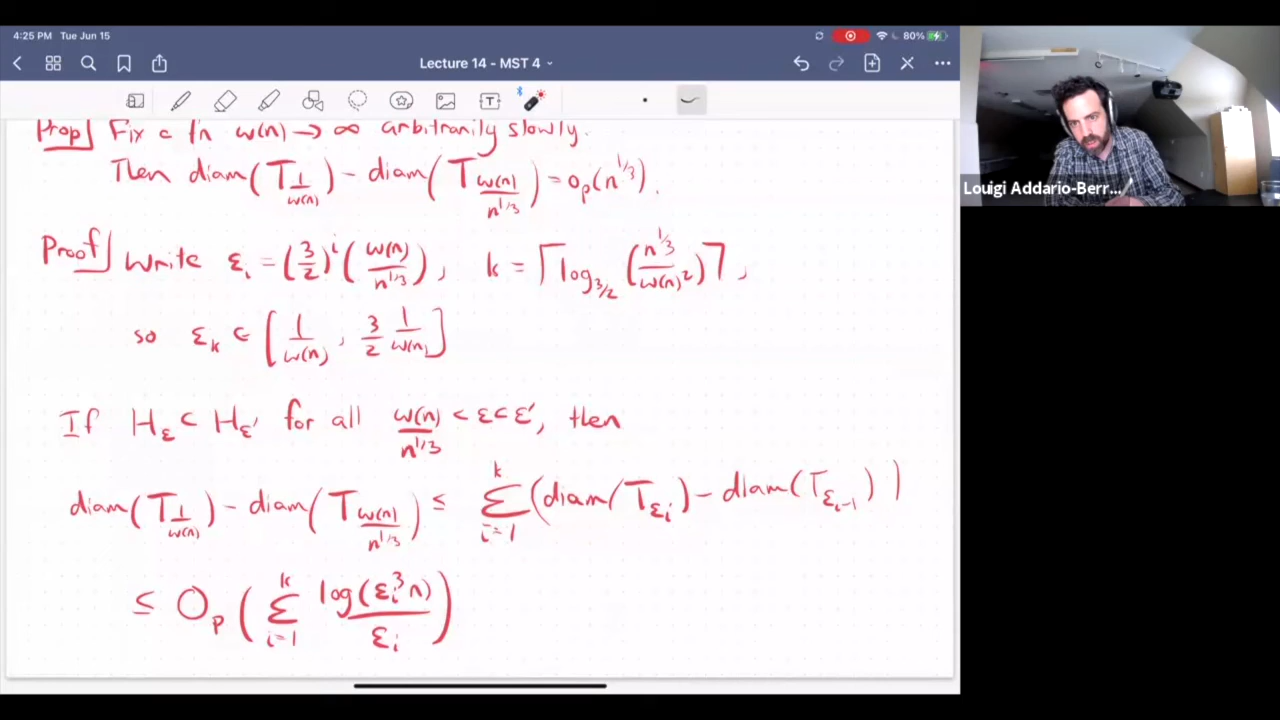 4:25 PM Tue Jun 15
80%
Lecture 14 - MST 4
Prop] Fix a fn w(n) → ∞ arbitrarily slowly.
Then diam(T_{1/w(n)}) - diam(T_{w(n)/n^{1/3}}) = o_p(n^{1/3}).
Proof] Write ε_i = (3/2)^i (w(n)/n^{1/3}), k = ⌈log_{3/2} (n^{1/3}/w(n)^2)⌉,
so ε_k ∈ [1/w(n), 3/2 1/w(n)]
If H_ε ⊂ H_ε' for all w(n)/n^{1/3} < ε < ε', then
diam(T_{1/w(n)}) - diam(T_{w(n)/n^{1/3}}) ≤ Σ_{i=1}^k (diam(T_{ε_i}) - diam(T_{ε_{i-1}}))
≤ O_p(Σ_{i=1}^k log(ε_i^3 n)/ε_i)
Louigi Addario-Berr...